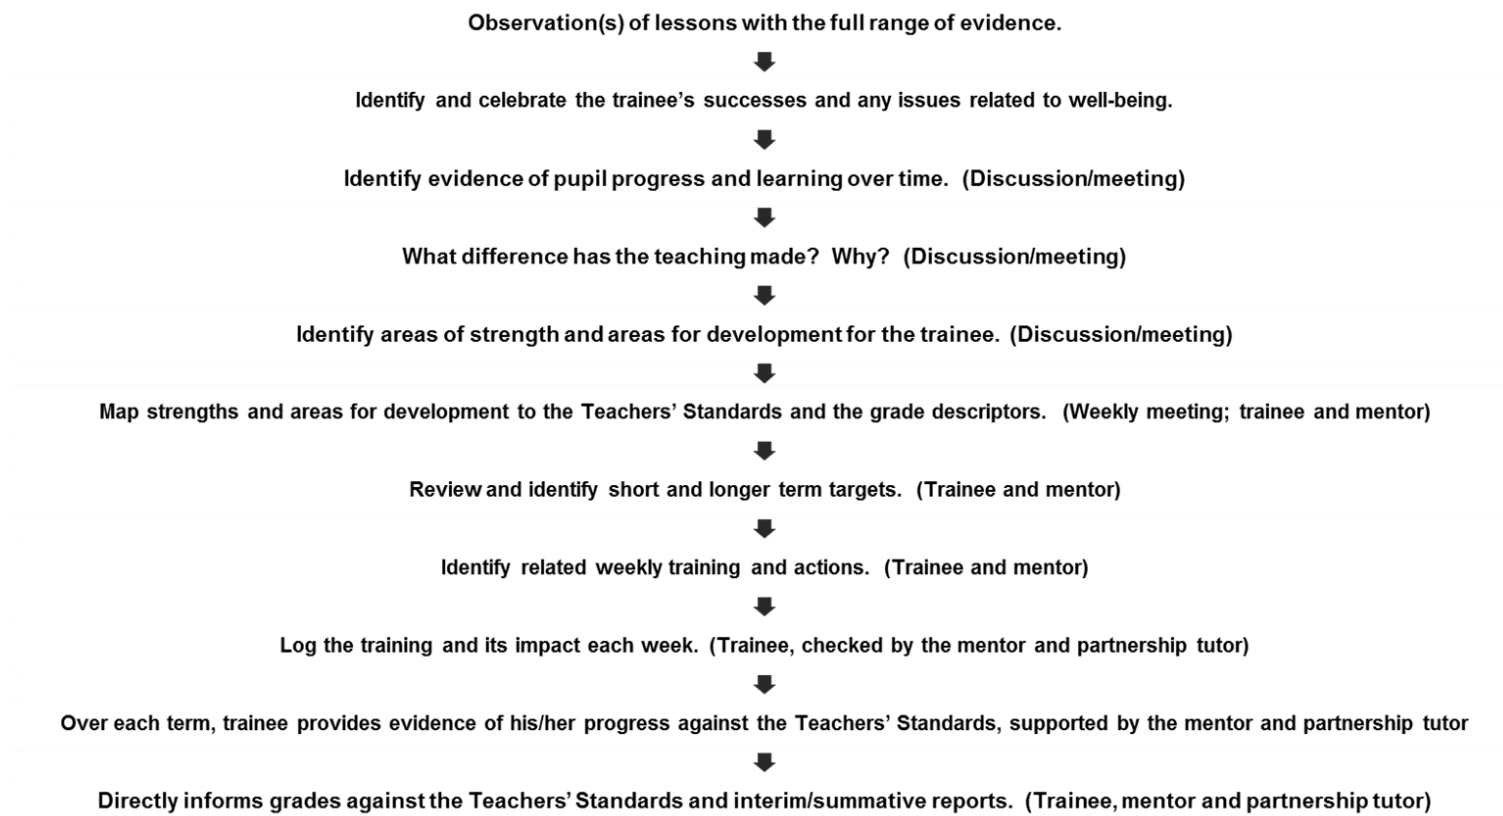 Observation(s) of lessons with the full range of evidence.
Identify and celebrate the trainee's successes and any issues related to well-being.
Identify evidence of pupil progress and learning over time. (Discussion/meeting)
What difference has the teaching made? Why? (Discussion/meeting)
Identify areas of strength and areas for development for the trainee. (Discussion/meeting)
Map strengths and areas for development to the Teachers' Standards and the grade descriptors. (Weekly meeting; trainee and mentor)
Review and identify short and longer term targets. (Trainee and mentor)
Identify related weekly training and actions. (Trainee and mentor)
Log the training and its impact each week. (Trainee, checked by the mentor and partnership tutor)
Over each term, trainee provides evidence of his/her progress against the Teachers' Standards, supported by the mentor and partnership tutor
Directly informs grades against the Teachers' Standards and interim/summative reports. (Trainee, mentor and partnership tutor)